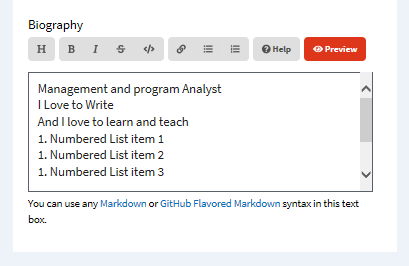 Biography
H B I S </> Help Preview
Management and program Analyst
I Love to Write
And I love to learn and teach
1. Numbered List item 1
1. Numbered List item 2
1. Numbered List item 3
You can use any Markdown or GitHub Flavored Markdown syntax in this text
box.